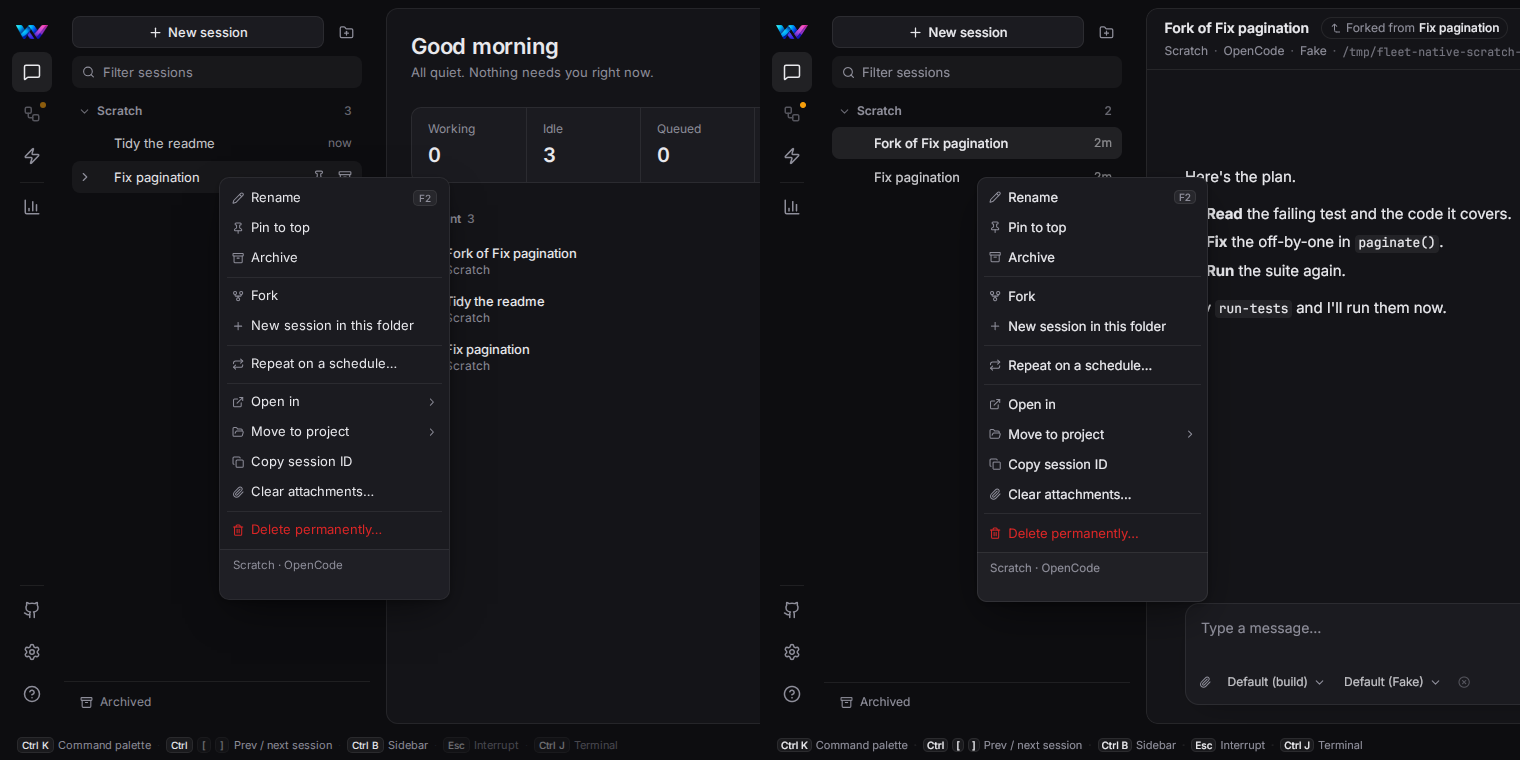 New session
Filter sessions
Scratch 3
Tidy the readme now
Fix pagination
Rename F2
Pin to top
Archive
Fork
New session in this folder
Repeat on a schedule...
Open in
Move to project
Copy session ID
Clear attachments...
Delete permanently...
Scratch · OpenCode
Archived
Good morning
All quiet. Nothing needs you right now.
Working Idle Queued
0 3 0
nt 3
Fork of Fix pagination
Scratch
Tidy the readme
Scratch
Fix pagination
Scratch
Ctrl K Command palette Ctrl [ ] Prev / next session Ctrl B Sidebar Esc Interrupt Ctrl J Terminal
New session
Filter sessions
Scratch 2
Fork of Fix pagination 2m
Fix pagination 2m
Rename F2
Pin to top
Archive
Fork
New session in this folder
Repeat on a schedule...
Open in
Move to project
Copy session ID
Clear attachments...
Delete permanently...
Scratch · OpenCode
Archived
Fork of Fix pagination Forked from Fix pagination
Scratch · OpenCode · Fake · /tmp/fleet-native-scratch-
Here's the plan.
Read the failing test and the code it covers.
Fix the off-by-one in paginate().
Run the suite again.
run-tests and I'll run them now.
Type a message...
Default (build) Default (Fake)
Ctrl K Command palette · Ctrl [ ] Prev / next session · Ctrl B Sidebar · Esc Interrupt · Ctrl J Terminal